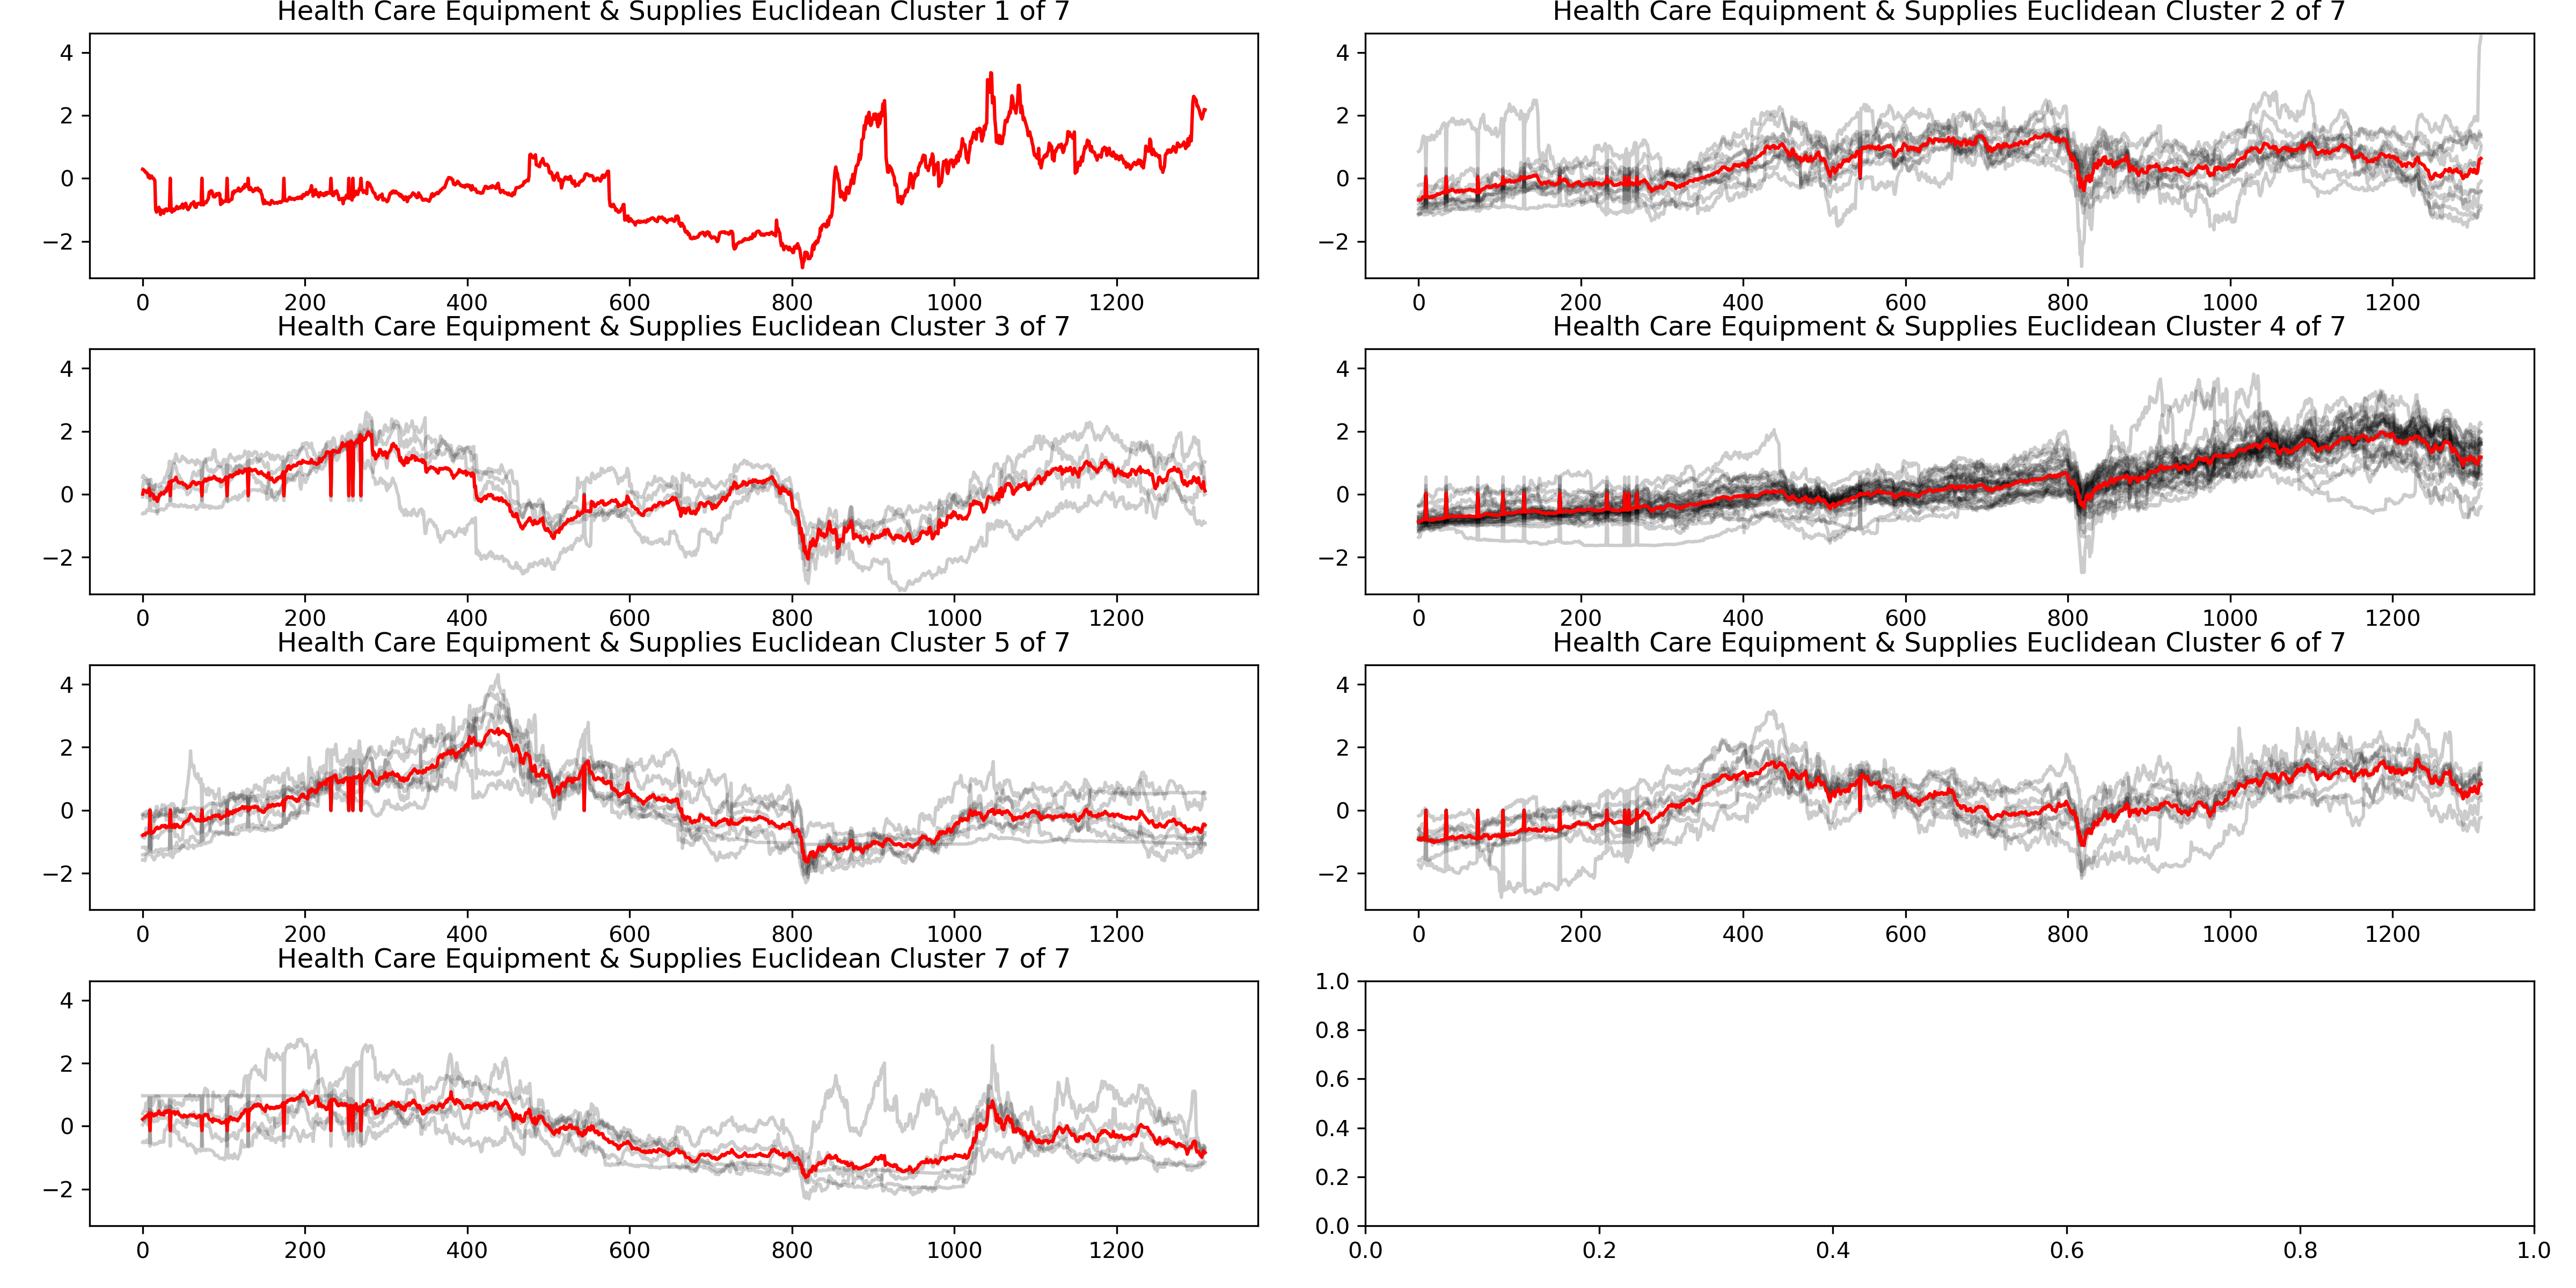 Health Care Equipment & Supplies Euclidean Cluster 1 of 7
4
2
0
−2
0 200 400 600 800 1000 1200
Health Care Equipment & Supplies Euclidean Cluster 2 of 7
4
2
0
−2
0 200 400 600 800 1000 1200
Health Care Equipment & Supplies Euclidean Cluster 3 of 7
4
2
0
−2
0 200 400 600 800 1000 1200
Health Care Equipment & Supplies Euclidean Cluster 4 of 7
4
2
0
−2
0 200 400 600 800 1000 1200
Health Care Equipment & Supplies Euclidean Cluster 5 of 7
4
2
0
−2
0 200 400 600 800 1000 1200
Health Care Equipment & Supplies Euclidean Cluster 6 of 7
4
2
0
−2
0 200 400 600 800 1000 1200
Health Care Equipment & Supplies Euclidean Cluster 7 of 7
4
2
0
−2
0 200 400 600 800 1000 1200
1.0
0.8
0.6
0.4
0.2
0.0
0.0 0.2 0.4 0.6 0.8 1.0